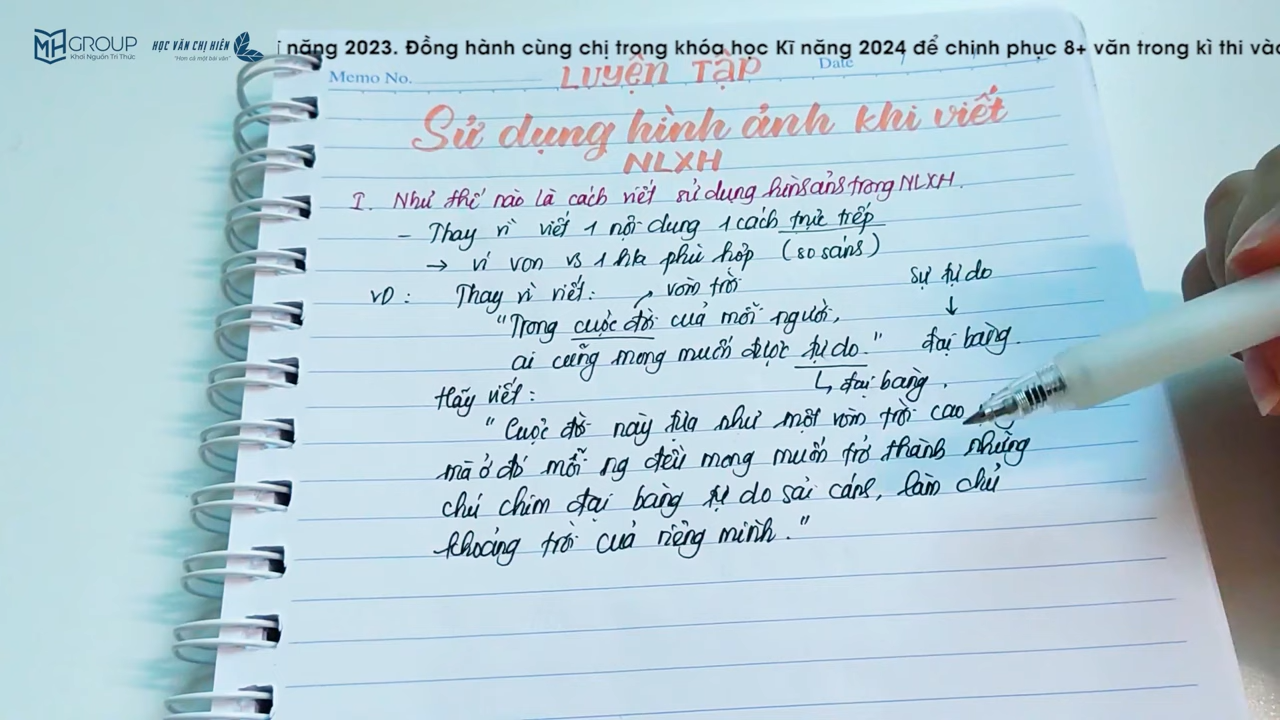 MH GROUP
Khơi Nguồn Tri Thức
HỌC VĂN CHỊ HIÊN
"Hơn cả một bài văn"
năng 2023. Đồng hành cùng chị trong khóa học Kĩ năng 2024 để chinh phục 8+ văn trong kì thi vào
Memo No.
Date
LUYỆN TẬP
Sử dụng hình ảnh khi viết
NLXH
I. Như thế nào là cách viết sử dụng hình ảnh trong NLXH.
- Thay vì viết 1 nội dung 1 cách trực tiếp
→ ví von vs 1 h/a phù hợp (so sánh)
VD: Thay vì viết: vòm trời
sự tự do
↓
đại bàng.
"Trong cuộc đời của mỗi người,
ai cũng mong muốn được tự do."
↳ đại bàng.
Hãy viết:
"Cuộc đời này tựa như một vòm trời cao
mà ở đó mỗi ng đều mong muốn trở thành những
chú chim đại bàng tự do sải cánh, làm chủ
khoảng trời của riêng mình."